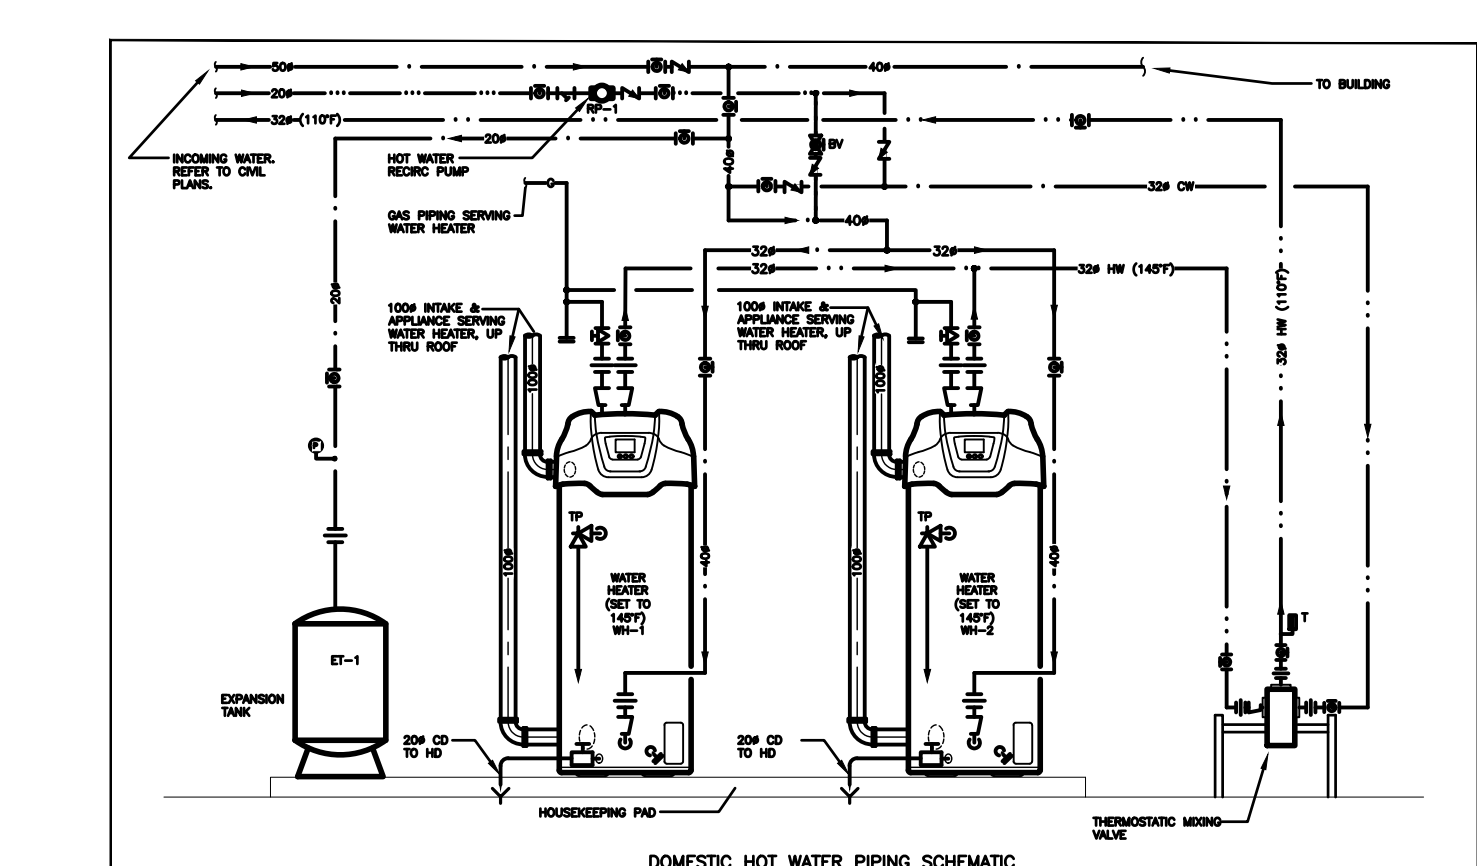 50ø
40ø
TO BUILDING
20ø
RP-1
32ø (110°F)
20ø
INCOMING WATER.
REFER TO CIVIL
PLANS.
HOT WATER
RECIRC PUMP
40ø
BV
32ø CW
GAS PIPING SERVING
WATER HEATER
40ø
32ø
32ø
32ø
32ø HW (145°F)
20ø
32ø HW (110°F)
100ø INTAKE &
APPLIANCE SERVING
WATER HEATER, UP
THRU ROOF
100ø INTAKE &
APPLIANCE SERVING
WATER HEATER, UP
THRU ROOF
100ø
100ø
P
TP
TP
100ø
40ø
100ø
40ø
WATER
HEATER
(SET TO
145°F)
WH-1
WATER
HEATER
(SET TO
145°F)
WH-2
T
ET-1
EXPANSION
TANK
20ø CD
TO HD
20ø CD
TO HD
HOUSEKEEPING PAD
THERMOSTATIC MIXING
VALVE
DOMESTIC HOT WATER PIPING SCHEMATIC